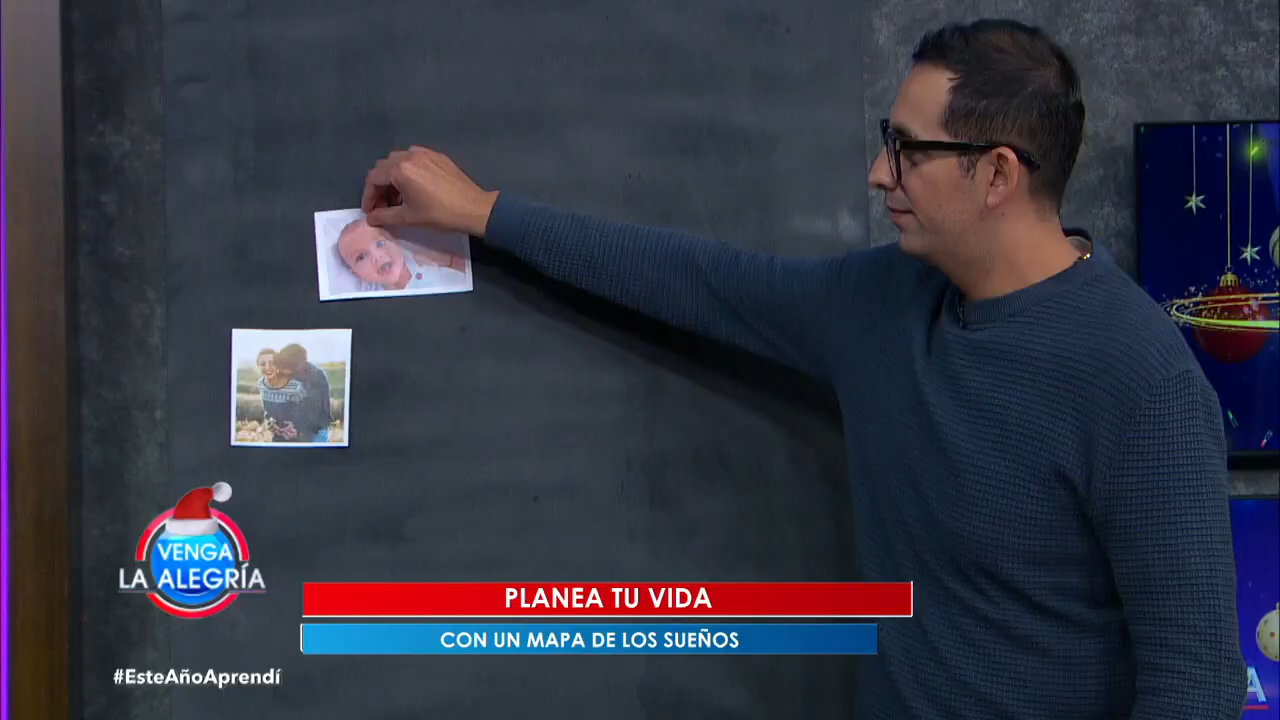 VENGA
LA ALEGRÍA
PLANEA TU VIDA
CON UN MAPA DE LOS SUEÑOS
#EsteAñoAprendí
A